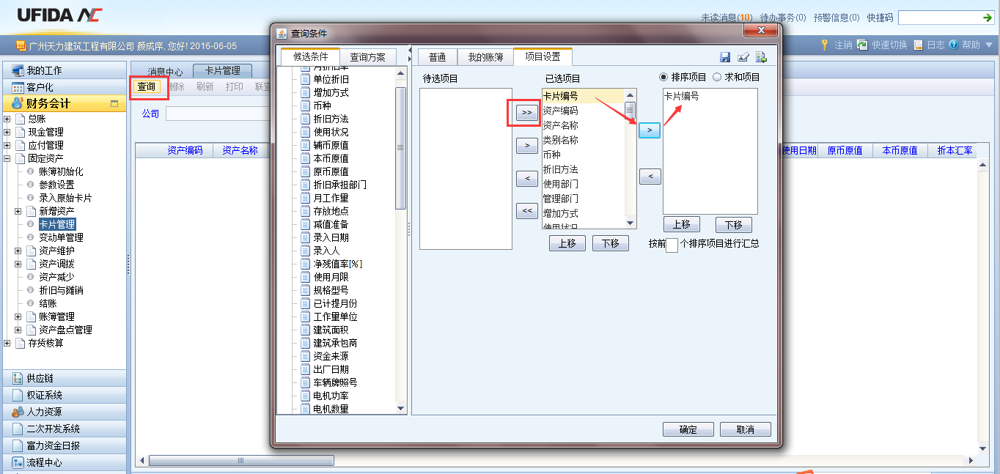 UFIDA NC
未读消息(10) 待办事务(0) 预警信息(0) 快捷码
广州天力建筑工程有限公司 颜成序, 您好! 2016-06-05
注销 快速切换 日志 帮助
我的工作
客户化
财务会计
总账
现金管理
应付管理
固定资产
账簿初始化
参数设置
录入原始卡片
新增资产
卡片管理
变动单管理
资产维护
资产调拨
资产减少
折旧与摊销
结账
账簿管理
资产盘点管理
存货核算
供应链
权证系统
人力资源
二次开发系统
富力资金日报
流程中心
消息中心 卡片管理
查询 删除 刷新 打印 联查
公司
资产编码 资产名称
使用日期 原币原值 本币原值 折本汇率
查询条件
候选条件 查询方案
月折旧率
单位折旧
增加方式
币种
折旧方法
使用状况
辅币原值
本币原值
原币原值
折旧承担部门
月工作量
存放地点
减值准备
录入日期
录入人
净残值率[%]
使用月限
规格型号
已计提月份
工作量单位
建筑面积
建筑承包商
资金来源
出厂日期
车辆牌照号
电机功率
电机数量
普通 我的账簿 项目设置
待选项目
>>
>
<
<<
已选项目
卡片编号
资产编码
资产名称
类别名称
币种
折旧方法
使用部门
管理部门
增加方式
使用状况
上移 下移
>
<
排序项目 求和项目
卡片编号
上移 下移
按前 个排序项目进行汇总
确定 取消